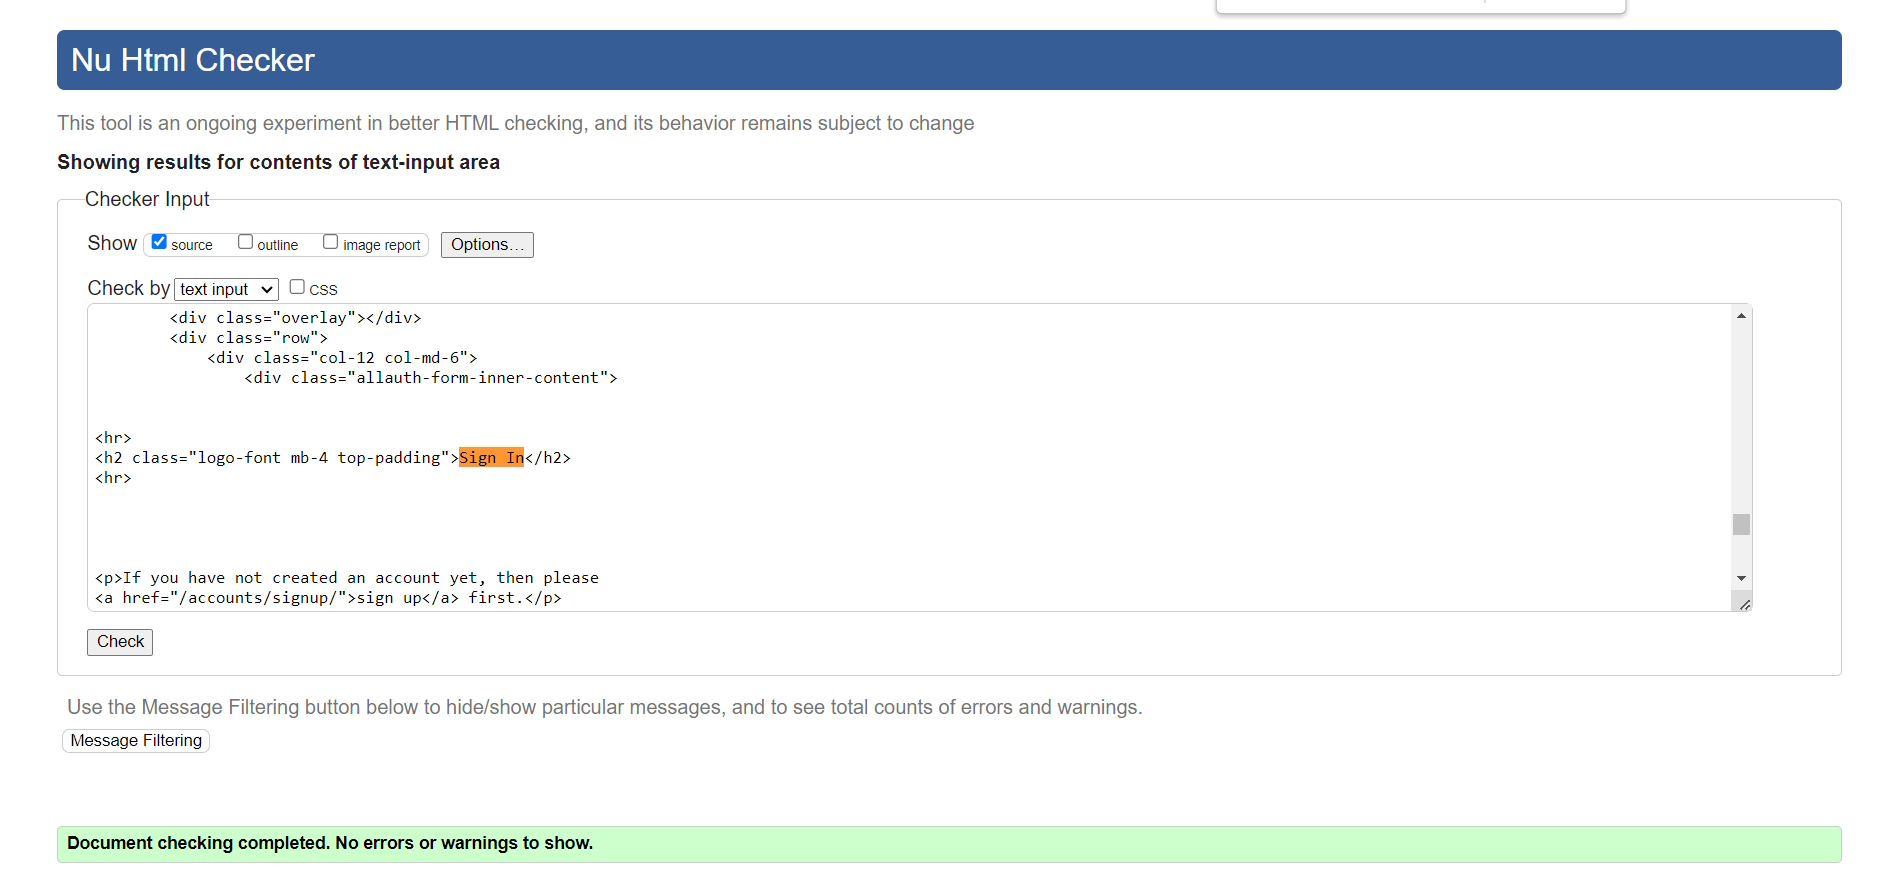 Nu Html Checker
This tool is an ongoing experiment in better HTML checking, and its behavior remains subject to change
Showing results for contents of text-input area
Checker Input
Show source outline image report Options...
Check by text input CSS
<div class="overlay"></div>
<div class="row">
<div class="col-12 col-md-6">
<div class="allauth-form-inner-content">
<hr>
<h2 class="logo-font mb-4 top-padding">Sign In</h2>
<hr>
<p>If you have not created an account yet, then please
<a href="/accounts/signup/">sign up</a> first.</p>
Check
Use the Message Filtering button below to hide/show particular messages, and to see total counts of errors and warnings.
Message Filtering
Document checking completed. No errors or warnings to show.